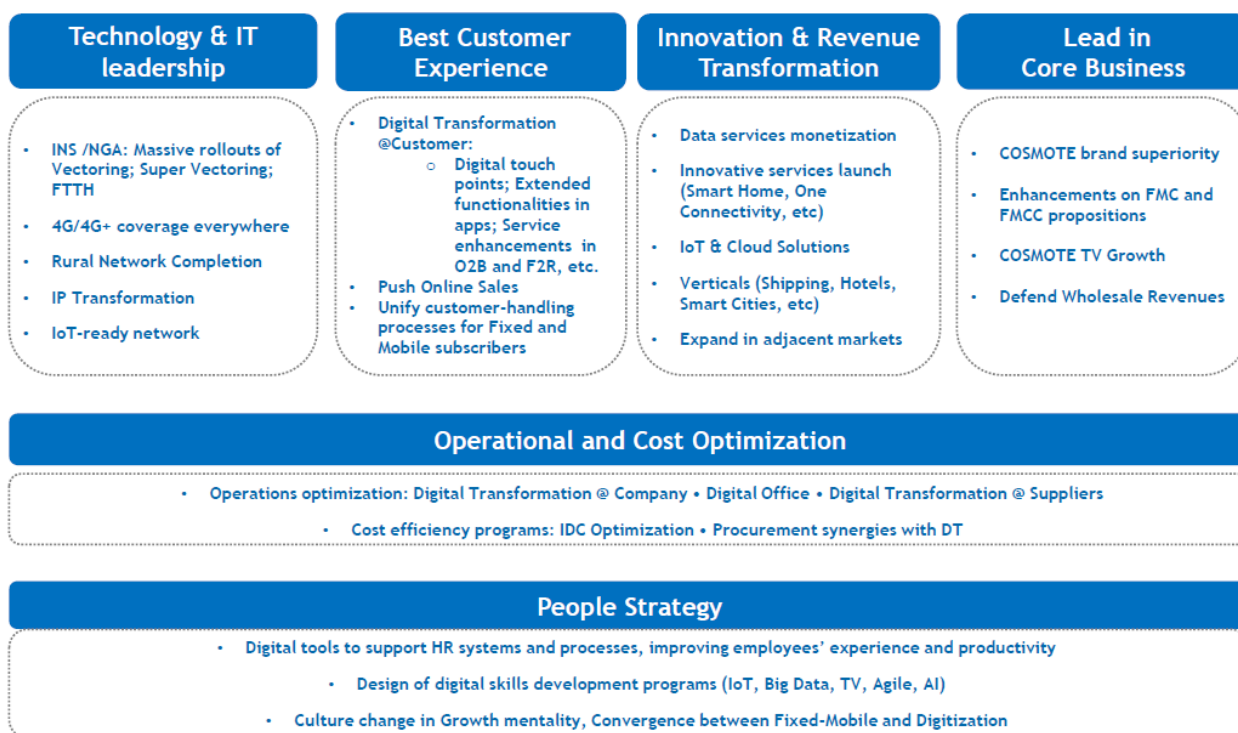 Technology & IT
leadership
• INS /NGA: Massive rollouts of
Vectoring; Super Vectoring;
FTTH
• 4G/4G+ coverage everywhere
• Rural Network Completion
• IP Transformation
• IoT-ready network
Best Customer
Experience
• Digital Transformation
@Customer:
o Digital touch
points; Extended
functionalities in
apps; Service
enhancements in
O2B and F2R, etc.
• Push Online Sales
• Unify customer-handling
processes for Fixed and
Mobile subscribers
Innovation & Revenue
Transformation
• Data services monetization
• Innovative services launch
(Smart Home, One
Connectivity, etc)
• IoT & Cloud Solutions
• Verticals (Shipping, Hotels,
Smart Cities, etc)
• Expand in adjacent markets
Lead in
Core Business
• COSMOTE brand superiority
• Enhancements on FMC and
FMCC propositions
• COSMOTE TV Growth
• Defend Wholesale Revenues
Operational and Cost Optimization
• Operations optimization: Digital Transformation @ Company • Digital Office • Digital Transformation @ Suppliers
• Cost efficiency programs: IDC Optimization • Procurement synergies with DT
People Strategy
• Digital tools to support HR systems and processes, improving employees’ experience and productivity
• Design of digital skills development programs (IoT, Big Data, TV, Agile, AI)
• Culture change in Growth mentality, Convergence between Fixed-Mobile and Digitization